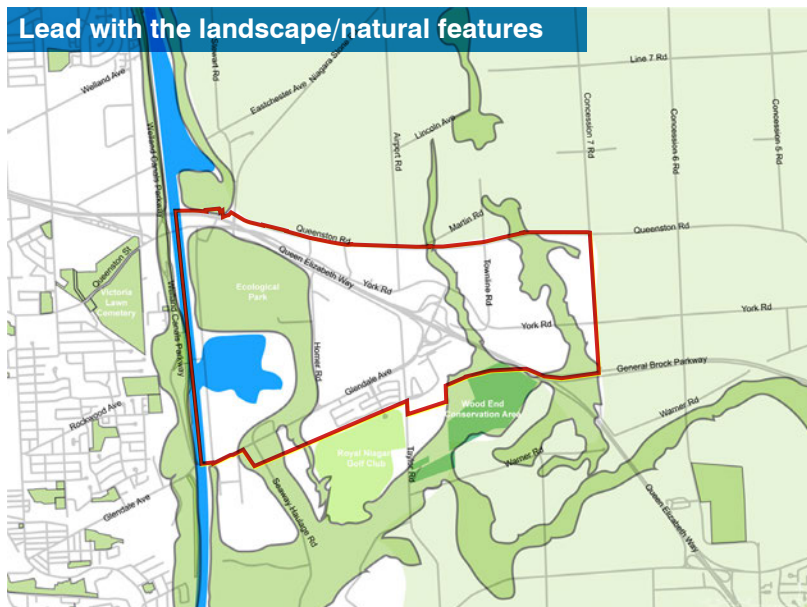 Lead with the landscape/natural features
Stewart Rd
Niagara Stone
Line 7 Rd
Welland Ave
Eastchester Ave
Lincoln Ave
Airport Rd
Concession 7 Rd
Concession 6 Rd
Concession 5 Rd
Welland Canals Parkway
Martin Rd
Queenston Rd
Queenston Rd
Queenston St
Queen Elizabeth Way
York Rd
Townline Rd
Ecological
Park
Victoria
Lawn
Cemetery
York Rd
York Rd
Welland Canals Parkway
Homer Rd
Glendale Ave
General Brock Parkway
Rockwood Ave
Wood End
Conservation Area
Warner Rd
Royal Niagara
Golf Club
Taylor Rd
Warner Rd
Glendale Ave
Seaway Haulage Rd
Queen Elizabeth Way